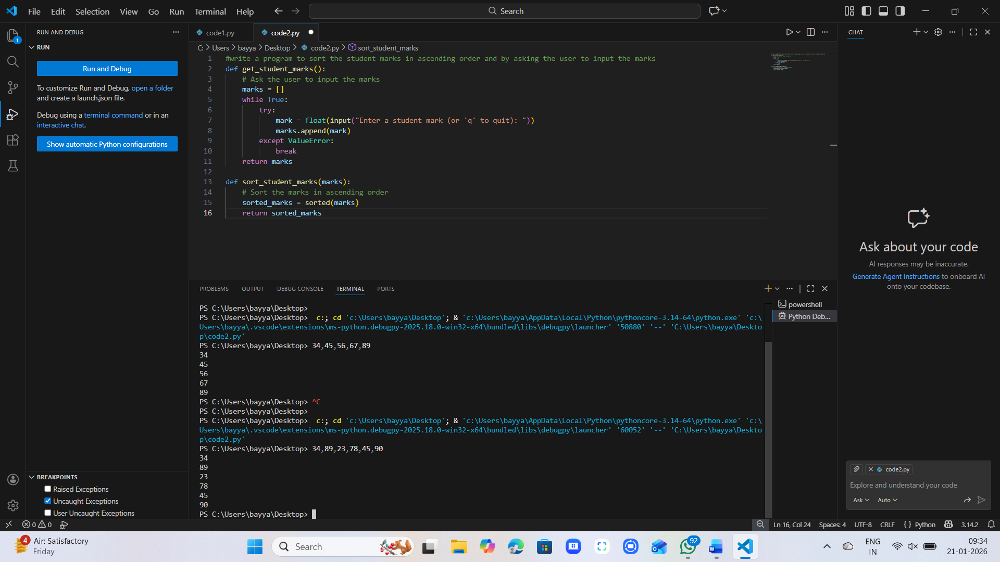 File Edit Selection View Go Run Terminal Help
Search
RUN AND DEBUG
RUN
Run and Debug
To customize Run and Debug, open a folder
and create a launch.json file.
Debug using a terminal command or in an
interactive chat.
Show automatic Python configurations
BREAKPOINTS
Raised Exceptions
Uncaught Exceptions
User Uncaught Exceptions
code1.py
code2.py
C: > Users > bayya > Desktop > code2.py > sort_student_marks
1 #write a program to sort the student marks in ascending order and by asking the user to input the marks
2 def get_student_marks():
3     # Ask the user to input the marks
4     marks = []
5     while True:
6         try:
7             mark = float(input("Enter a student mark (or 'q' to quit): "))
8             marks.append(mark)
9         except ValueError:
10             break
11     return marks
12
13 def sort_student_marks(marks):
14     # Sort the marks in ascending order
15     sorted_marks = sorted(marks)
16     return sorted_marks
PROBLEMS OUTPUT DEBUG CONSOLE TERMINAL PORTS
PS C:\Users\bayya\Desktop>
PS C:\Users\bayya\Desktop>  c:; cd 'c:\Users\bayya\Desktop'; & 'c:\Users\bayya\AppData\Local\Python\pythoncore-3.14-64\python.exe' 'c:\
Users\bayya\.vscode\extensions\ms-python.debugpy-2025.18.0-win32-x64\bundled\libs\debugpy\launcher' '50880' '--' 'C:\Users\bayya\Deskto
p\code2.py'
PS C:\Users\bayya\Desktop> 34,45,56,67,89
34
45
56
67
89
PS C:\Users\bayya\Desktop> ^C
PS C:\Users\bayya\Desktop>
PS C:\Users\bayya\Desktop>  c:; cd 'c:\Users\bayya\Desktop'; & 'c:\Users\bayya\AppData\Local\Python\pythoncore-3.14-64\python.exe' 'c:\
Users\bayya\.vscode\extensions\ms-python.debugpy-2025.18.0-win32-x64\bundled\libs\debugpy\launcher' '60052' '--' 'C:\Users\bayya\Deskto
p\code2.py'
PS C:\Users\bayya\Desktop> 34,89,23,78,45,90
34
89
23
78
45
90
PS C:\Users\bayya\Desktop>
powershell
Python Deb...
CHAT
Ask about your code
AI responses may be inaccurate.
Generate Agent Instructions to onboard AI
onto your codebase.
code2.py
Explore and understand your code
Ask Auto
1
0 0
Ln 16, Col 24 Spaces: 4 UTF-8 CRLF { } Python 3.14.2
4
Air: Satisfactory
Friday
Search
92
ENG
IN
09:34
21-01-2026